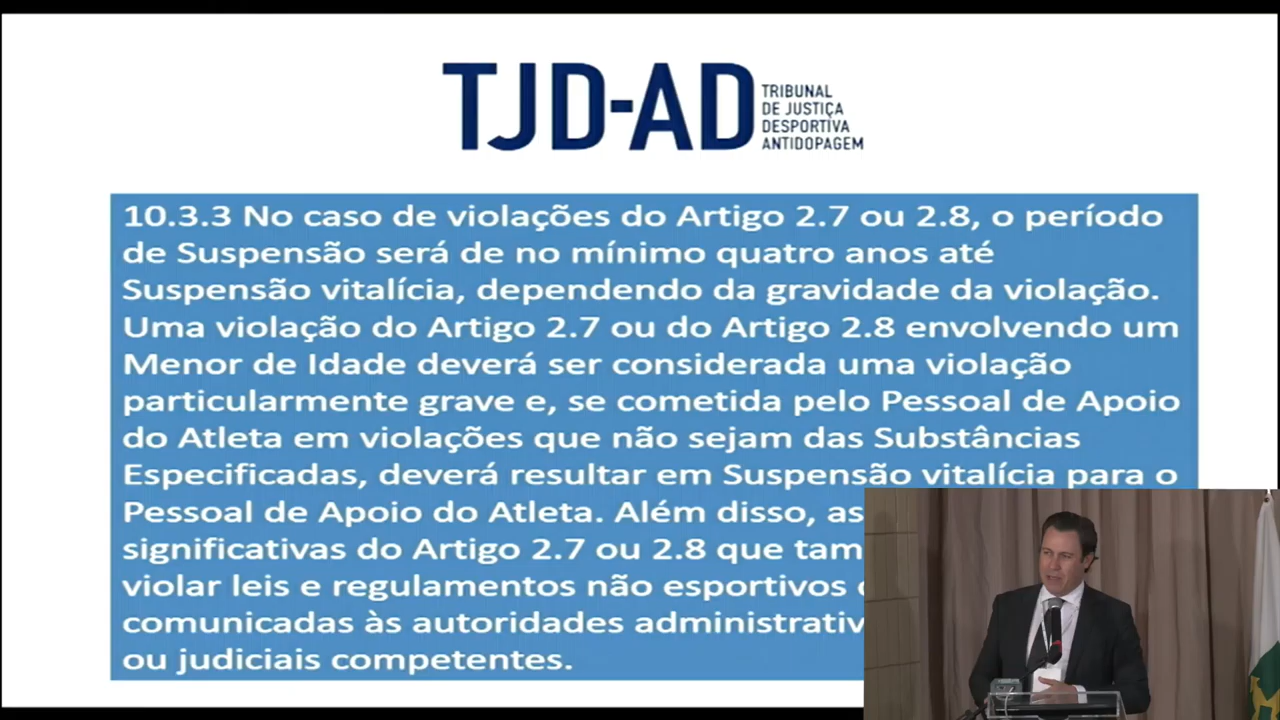 TJD-AD
TRIBUNAL
DE JUSTIÇA
DESPORTIVA
ANTIDOPAGEM
10.3.3 No caso de violações do Artigo 2.7 ou 2.8, o período
de Suspensão será de no mínimo quatro anos até
Suspensão vitalícia, dependendo da gravidade da violação.
Uma violação do Artigo 2.7 ou do Artigo 2.8 envolvendo um
Menor de Idade deverá ser considerada uma violação
particularmente grave e, se cometida pelo Pessoal de Apoio
do Atleta em violações que não sejam das Substâncias
Especificadas, deverá resultar em Suspensão vitalícia para o
Pessoal de Apoio do Atleta. Além disso, as
significativas do Artigo 2.7 ou 2.8 que tam
violar leis e regulamentos não esportivos
comunicadas às autoridades administrativ
ou judiciais competentes.